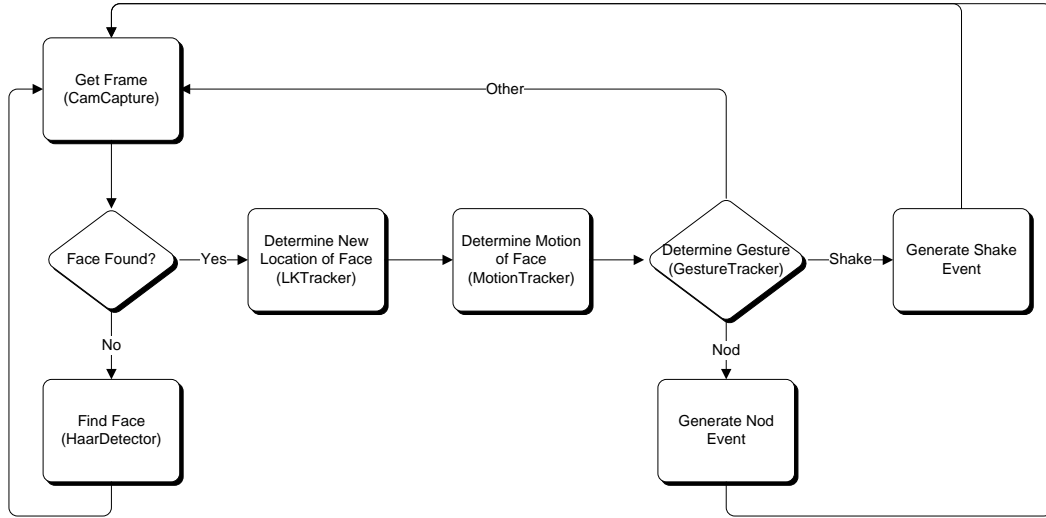 Get Frame
(CamCapture)
Other
Face Found?
Yes
Determine New
Location of Face
(LKTracker)
Determine Motion
of Face
(MotionTracker)
Determine Gesture
(GestureTracker)
Shake
Generate Shake
Event
No
Nod
Find Face
(HaarDetector)
Generate Nod
Event